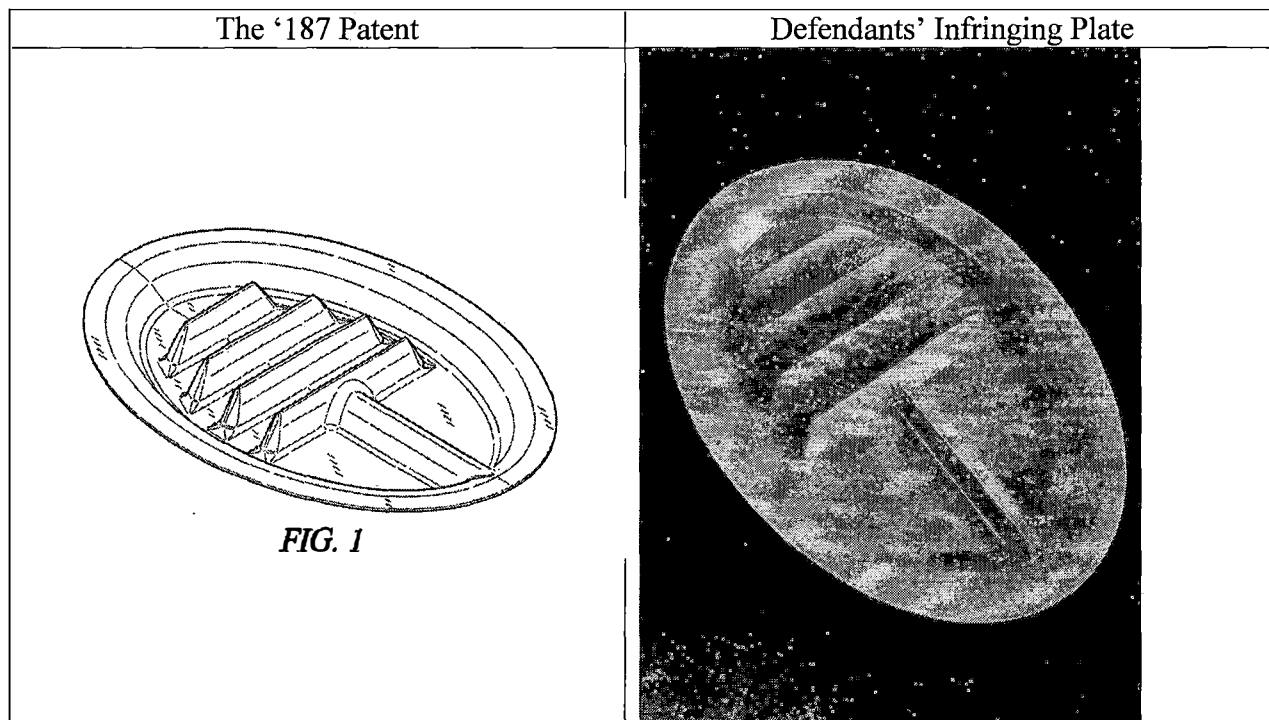 The ‘187 Patent
Defendants’ Infringing Plate
FIG. 1